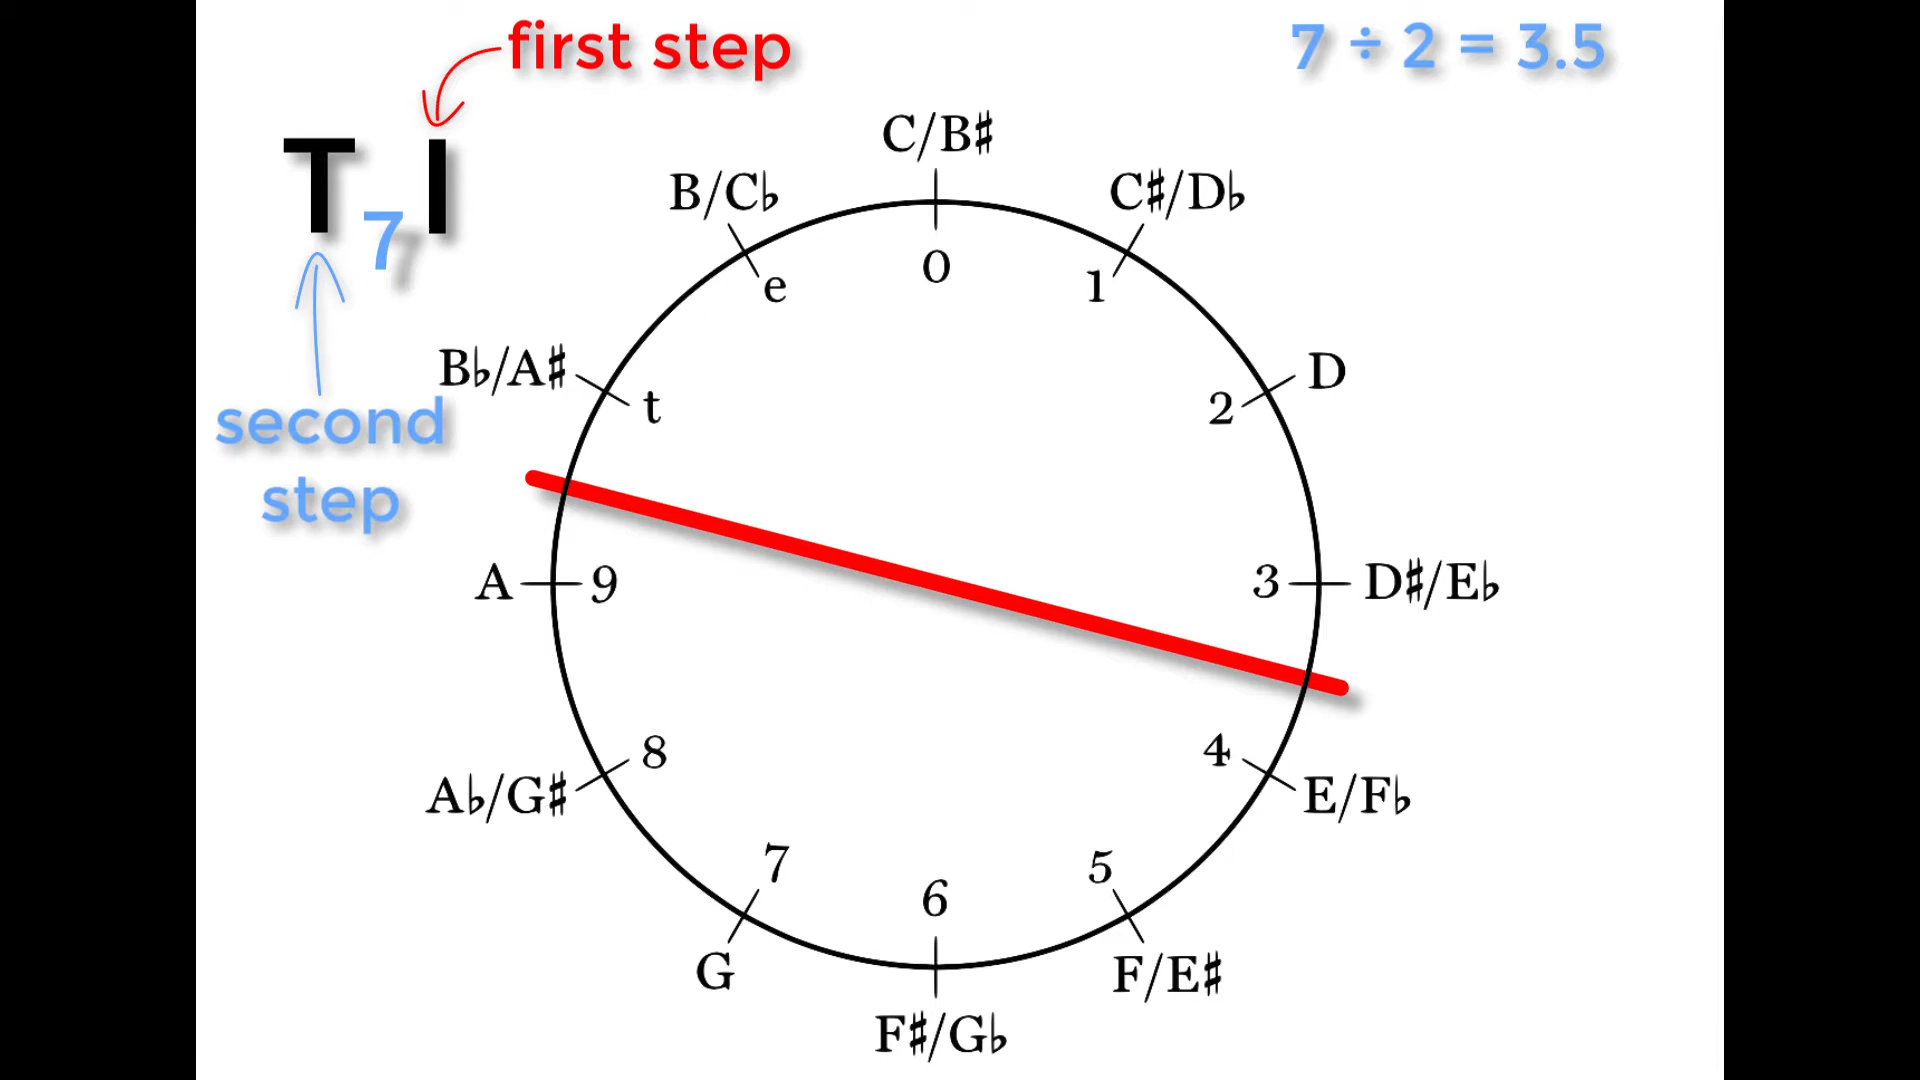 first step
7 ÷ 2 = 3.5
T₇I
second
step
C/B♯
0
C♯/D♭
1
D
2
D♯/E♭
3
E/F♭
4
F/E♯
5
F♯/G♭
6
G
7
A♭/G♯
8
A
9
B♭/A♯
t
B/C♭
e